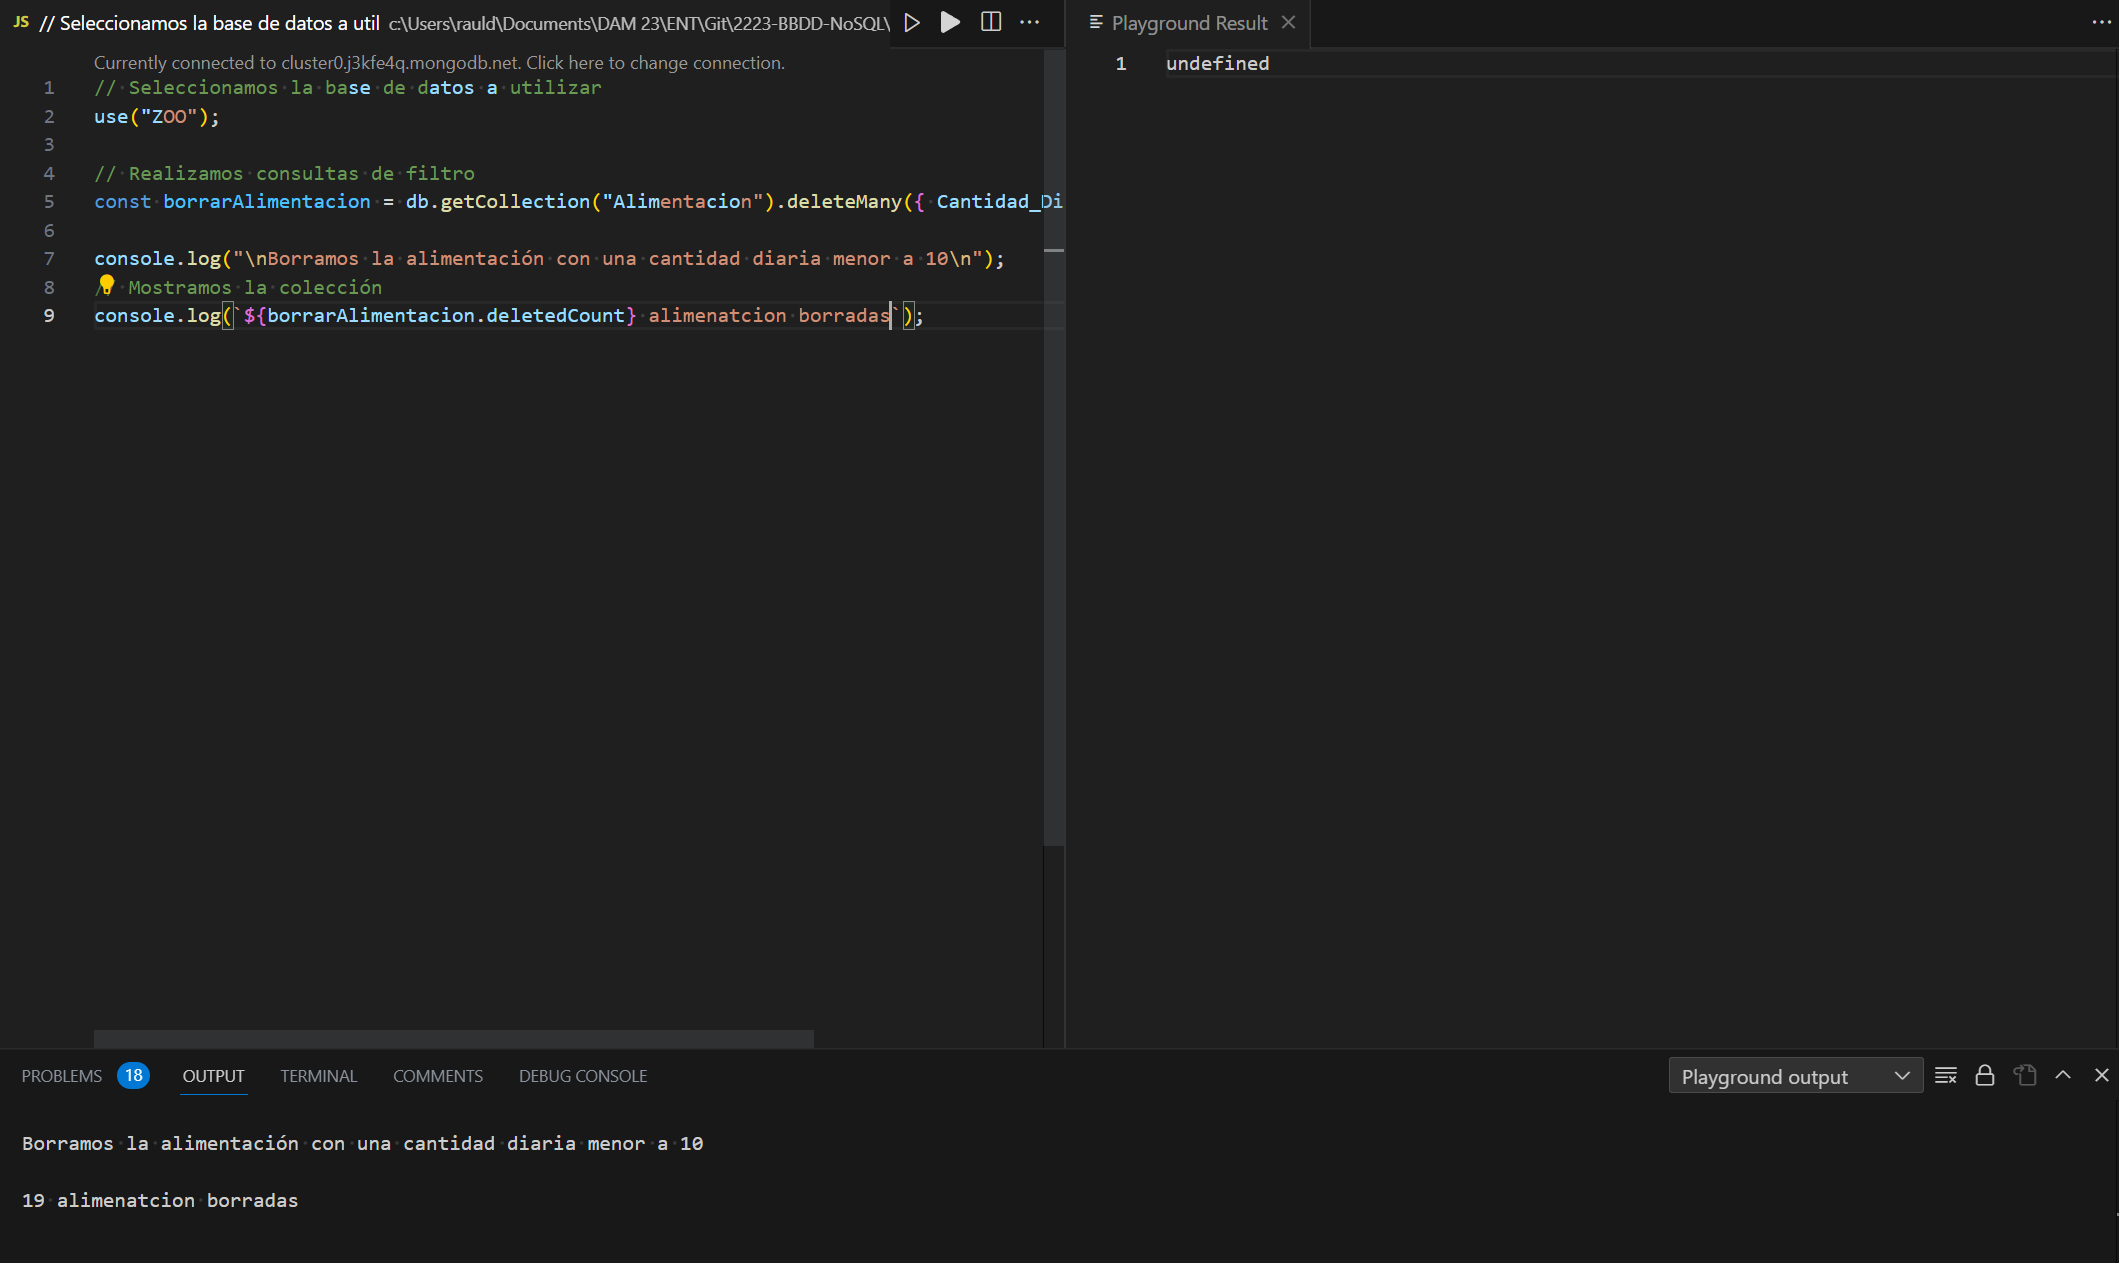 JS // Seleccionamos la base de datos a util c:\Users\rauld\Documents\DAM 23\ENT\Git\2223-BBDD-NoSQL\
Currently connected to cluster0.j3kfe4q.mongodb.net. Click here to change connection.
1 // Seleccionamos la base de datos a utilizar
2 use("ZOO");
3
4 // Realizamos consultas de filtro
5 const borrarAlimentacion = db.getCollection("Alimentacion").deleteMany({ Cantidad_Di
6
7 console.log("\nBorramos la alimentación con una cantidad diaria menor a 10\n");
8 / Mostramos la colección
9 console.log(`${borrarAlimentacion.deletedCount} alimenatcion borradas`);
Playground Result
1 undefined
PROBLEMS 18 OUTPUT TERMINAL COMMENTS DEBUG CONSOLE Playground output
Borramos la alimentación con una cantidad diaria menor a 10
19 alimenatcion borradas